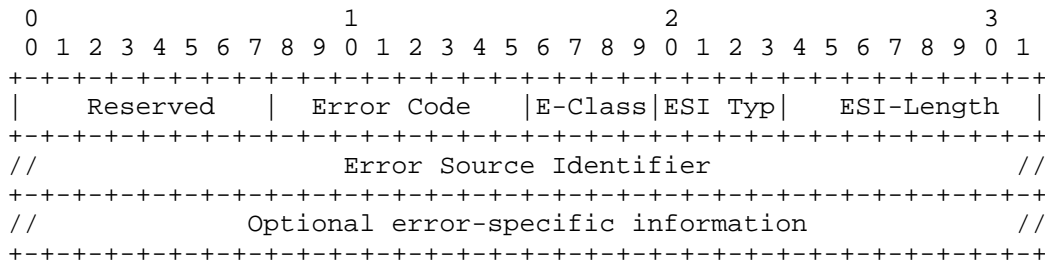 0                   1                   2                   3
 0 1 2 3 4 5 6 7 8 9 0 1 2 3 4 5 6 7 8 9 0 1 2 3 4 5 6 7 8 9 0 1
+-+-+-+-+-+-+-+-+-+-+-+-+-+-+-+-+-+-+-+-+-+-+-+-+-+-+-+-+-+-+-+-+
|    Reserved   |  Error Code   |E-Class|ESI Typ|   ESI-Length  |
+-+-+-+-+-+-+-+-+-+-+-+-+-+-+-+-+-+-+-+-+-+-+-+-+-+-+-+-+-+-+-+-+
//                   Error Source Identifier                   //
+-+-+-+-+-+-+-+-+-+-+-+-+-+-+-+-+-+-+-+-+-+-+-+-+-+-+-+-+-+-+-+-+
//             Optional error-specific information             //
+-+-+-+-+-+-+-+-+-+-+-+-+-+-+-+-+-+-+-+-+-+-+-+-+-+-+-+-+-+-+-+-+